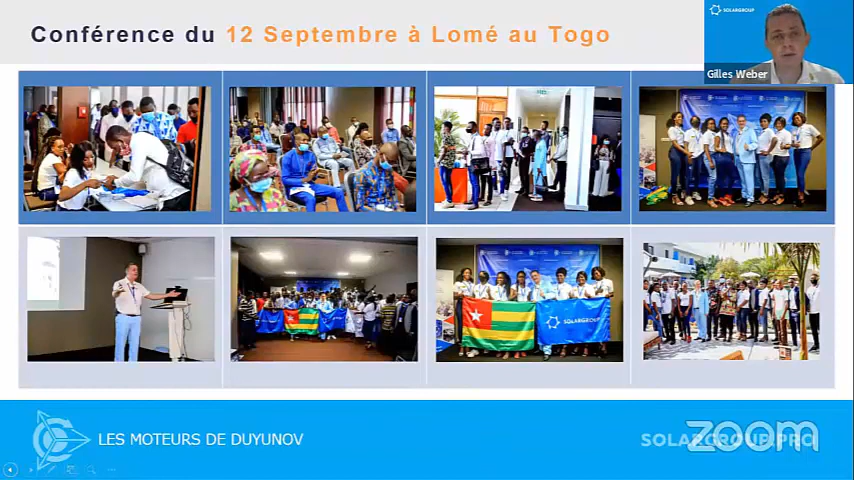 Conférence du 12 Septembre à Lomé au Togo
SOLARGROUP
Gilles Weber
SOLARGROUP
LES MOTEURS DE DUYUNOV
SOLARGROUP.PRO
zoom